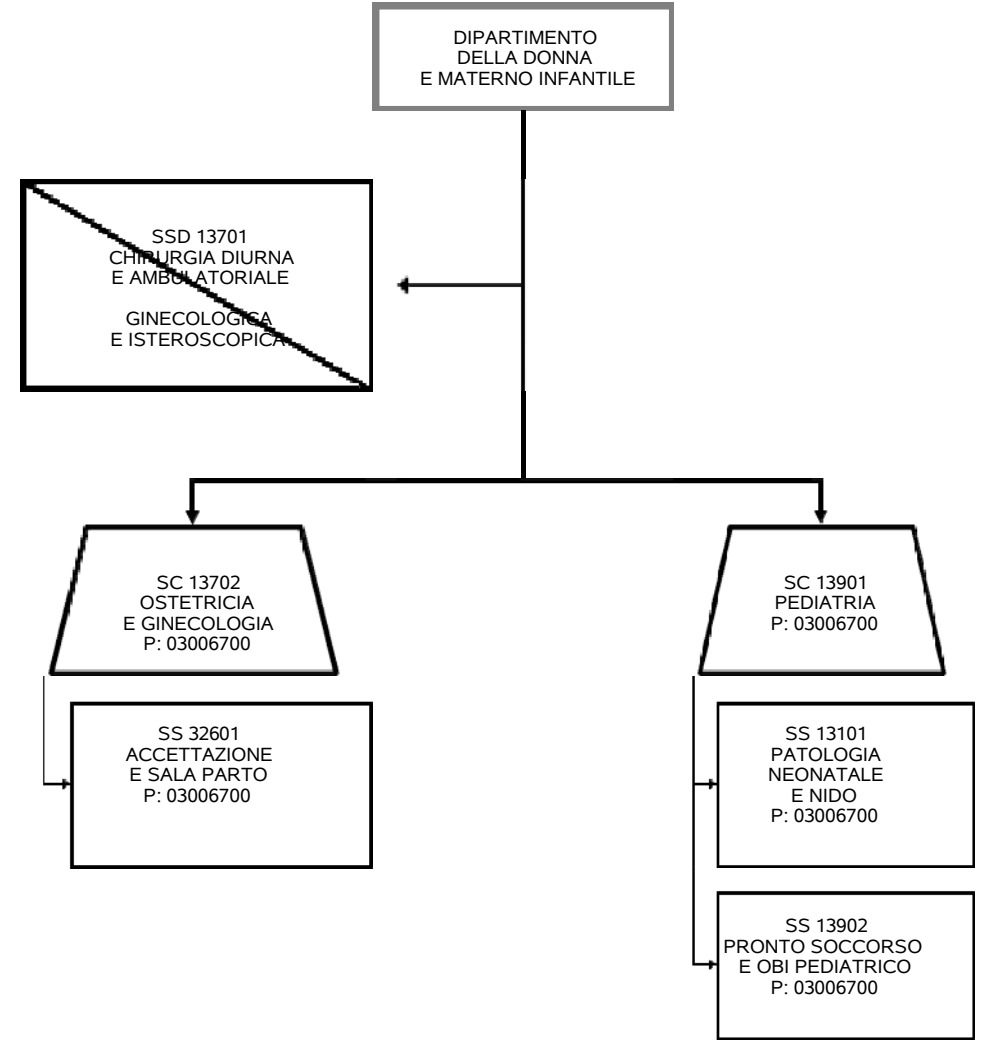 DIPARTIMENTO
DELLA DONNA
E MATERNO INFANTILE
SSD 13701
CHIRURGIA DIURNA
E AMBULATORIALE
GINECOLOGICA
E ISTEROSCOPICA
SC 13702
OSTETRICIA
E GINECOLOGIA
P: 03006700
SC 13901
PEDIATRIA
P: 03006700
SS 32601
ACCETTAZIONE
E SALA PARTO
P: 03006700
SS 13101
PATOLOGIA
NEONATALE
E NIDO
P: 03006700
SS 13902
PRONTO SOCCORSO
E OBI PEDIATRICO
P: 03006700